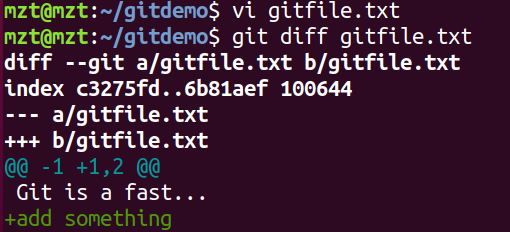 mzt@mzt:~/gitdemo$ vi gitfile.txt
mzt@mzt:~/gitdemo$ git diff gitfile.txt
diff --git a/gitfile.txt b/gitfile.txt
index c3275fd..6b81aef 100644
--- a/gitfile.txt
+++ b/gitfile.txt
@@ -1 +1,2 @@
 Git is a fast...
+add something